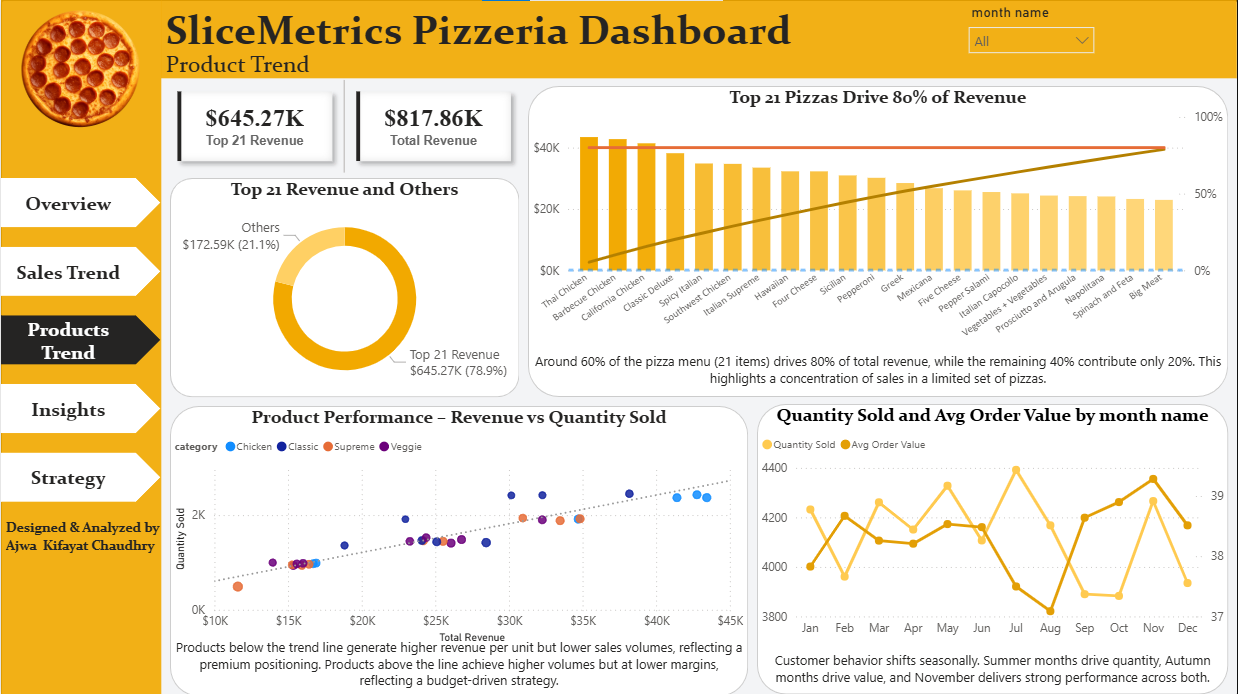 SliceMetrics Pizzeria Dashboard
Product Trend
month name
All
Overview
Sales Trend
Products
Trend
Insights
Strategy
Designed & Analyzed by
Ajwa Kifayat Chaudhry
$645.27K
Top 21 Revenue
$817.86K
Total Revenue
Top 21 Revenue and Others
Others
$172.59K (21.1%)
Top 21 Revenue
$645.27K (78.9%)
Top 21 Pizzas Drive 80% of Revenue
100%
$40K
50%
$20K
$0K
0%
Thai Chicken
Barbecue Chicken
California Chicken
Classic Deluxe
Spicy Italian
Southwest Chicken
Italian Supreme
Hawaiian
Four Cheese
Sicilian
Pepperoni
Greek
Mexicana
Five Cheese
Pepper Salami
Italian Capocollo
Vegetables + Vegetables
Prosciutto and Arugula
Napolitana
Spinach and Feta
Big Meat
Around 60% of the pizza menu (21 items) drives 80% of total revenue, while the remaining 40% contribute only 20%. This
highlights a concentration of sales in a limited set of pizzas.
Product Performance – Revenue vs Quantity Sold
category Chicken Classic Supreme Veggie
Quantity Sold
2K
1K
0K
$10K $15K $20K $25K $30K $35K $40K $45K
Total Revenue
Products below the trend line generate higher revenue per unit but lower sales volumes, reflecting a
premium positioning. Products above the line achieve higher volumes but at lower margins,
reflecting a budget-driven strategy.
Quantity Sold and Avg Order Value by month name
Quantity Sold Avg Order Value
4400
4200
4000
3800
39
38
37
Jan Feb Mar Apr May Jun Jul Aug Sep Oct Nov Dec
Customer behavior shifts seasonally. Summer months drive quantity, Autumn
months drive value, and November delivers strong performance across both.